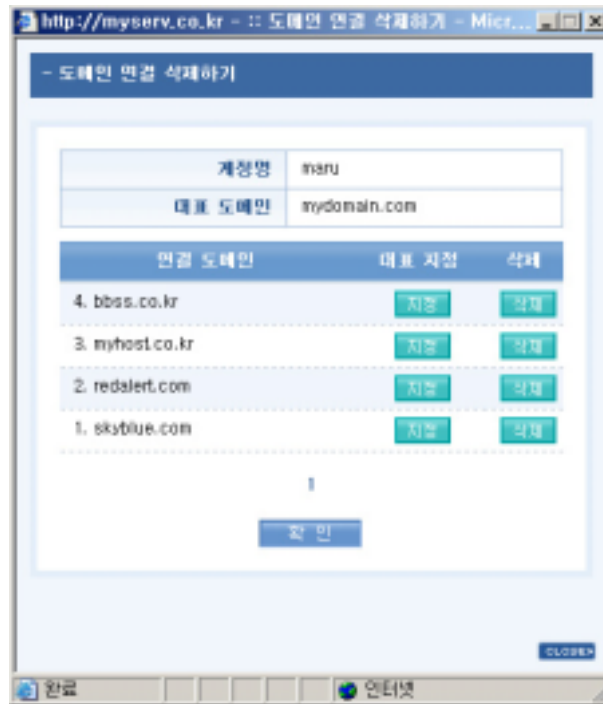 http://myserv.co.kr - :: 도메인 연결 삭제하기 - Micr...
- 도메인 연결 삭제하기
계정명 maru
대표 도메인 mydomain.com
연결 도메인 대표 지정 삭제
4. bbss.co.kr 지정 삭제
3. myhost.co.kr 지정 삭제
2. redalert.com 지정 삭제
1. skyblue.com 지정 삭제
1
확 인
CLOSE>
완료 인터넷